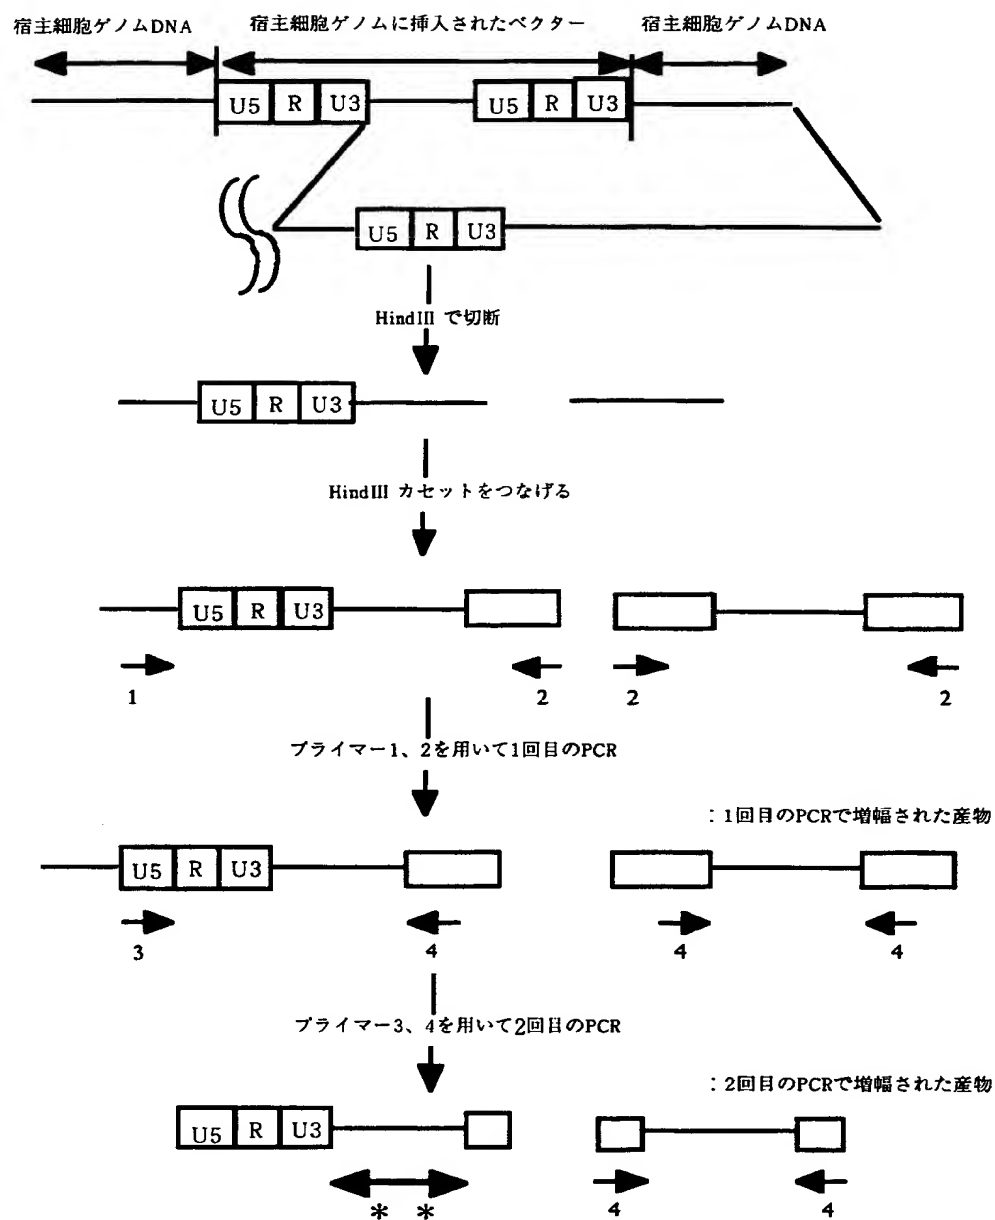 宿主細胞ゲノムDNA 宿主細胞ゲノムに挿入されたベクター 宿主細胞ゲノムDNA
U5 R U3 U5 R U3
U5 R U3
HindIII で切断
U5 R U3
HindIII カセットをつなげる
U5 R U3
1 2 2 2
プライマー1、2を用いて1回目のPCR
：1回目のPCRで増幅された産物
U5 R U3
3 4 4 4
プライマー3、4を用いて2回目のPCR
：2回目のPCRで増幅された産物
U5 R U3
* * 4 4